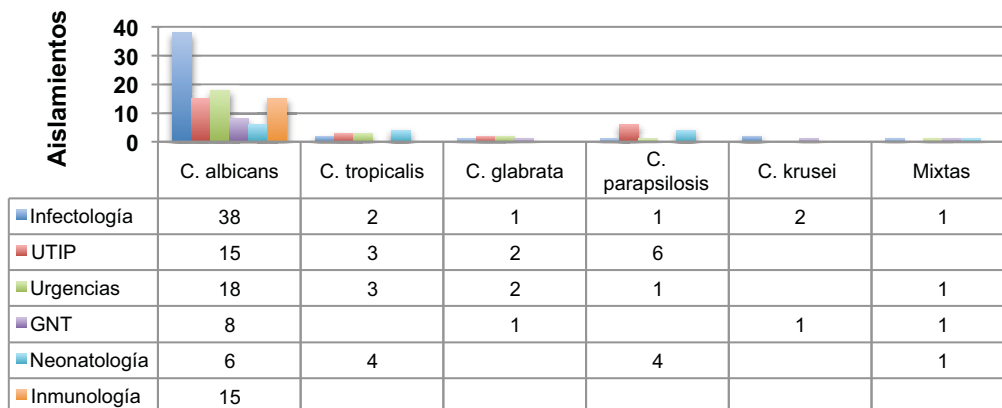 Aislamientos
40
30
20
10
0
C. albicans C. tropicalis C. glabrata C. parapsilosis C. krusei Mixtas
Infectología 38 2 1 1 2 1
UTIP 15 3 2 6
Urgencias 18 3 2 1 1
GNT 8 1 1 1
Neonatología 6 4 4 1
Inmunología 15